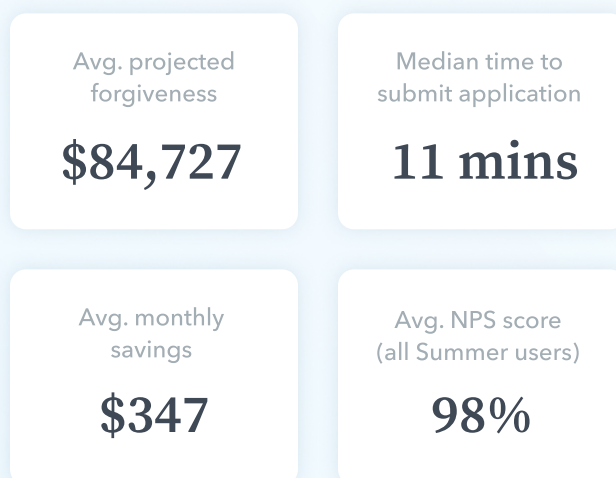 Avg. projected
forgiveness
$84,727
Median time to
submit application
11 mins
Avg. monthly
savings
$347
Avg. NPS score
(all Summer users)
98%